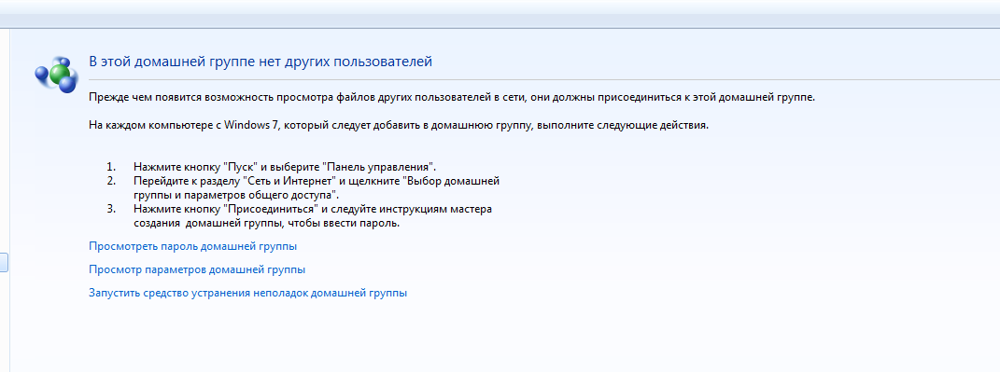 В этой домашней группе нет других пользователей
Прежде чем появится возможность просмотра файлов других пользователей в сети, они должны присоединиться к этой домашней группе.
На каждом компьютере с Windows 7, который следует добавить в домашнюю группу, выполните следующие действия.
1. Нажмите кнопку "Пуск" и выберите "Панель управления".
2. Перейдите к разделу "Сеть и Интернет" и щелкните "Выбор домашней
группы и параметров общего доступа".
3. Нажмите кнопку "Присоединиться" и следуйте инструкциям мастера
создания  домашней группы, чтобы ввести пароль.
Просмотреть пароль домашней группы
Просмотр параметров домашней группы
Запустить средство устранения неполадок домашней группы